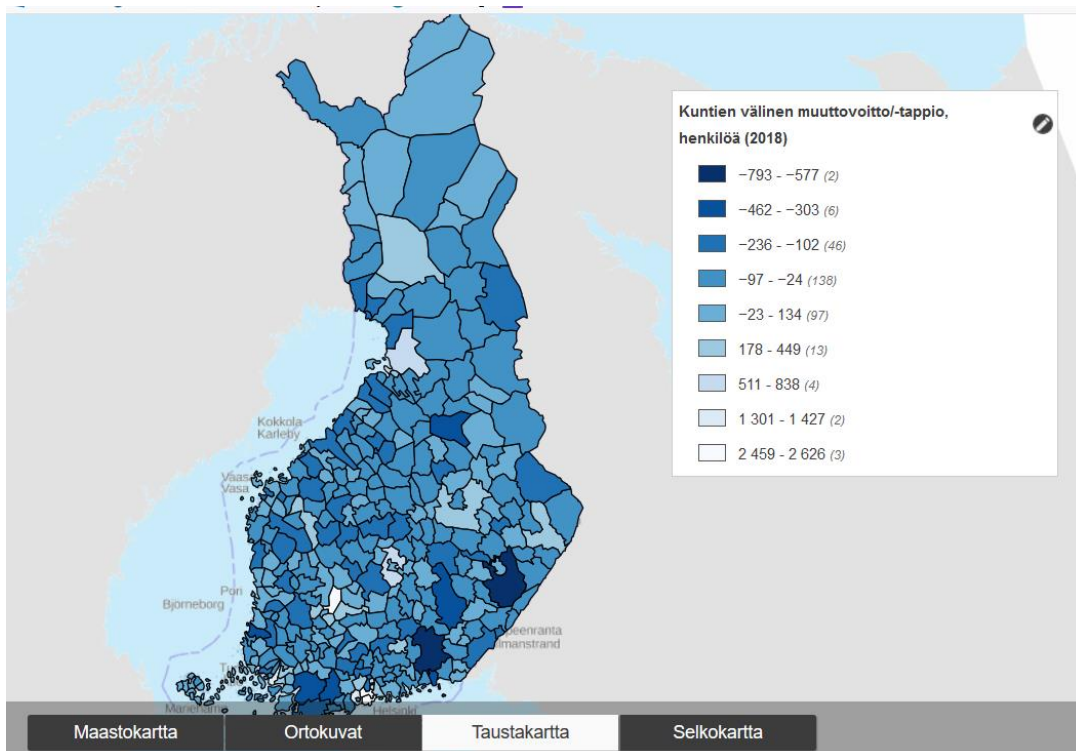 Kuntien välinen muuttovoitto/-tappio,
henkilöä (2018)
−793 - −577 (2)
−462 - −303 (6)
−236 - −102 (46)
−97 - −24 (138)
−23 - 134 (97)
178 - 449 (13)
511 - 838 (4)
1 301 - 1 427 (2)
2 459 - 2 626 (3)
Kokkola
Karleby
Vaasa
Vasa
Pori
Björneborg
peenranta
lmanstrand
Helsinki
Maastokartta
Ortokuvat
Taustakartta
Selkokartta